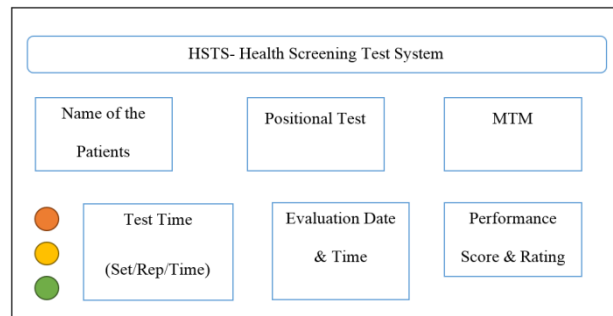 HSTS- Health Screening Test System
Name of the
Patients
Positional Test
MTM
Test Time
(Set/Rep/Time)
Evaluation Date
& Time
Performance
Score & Rating